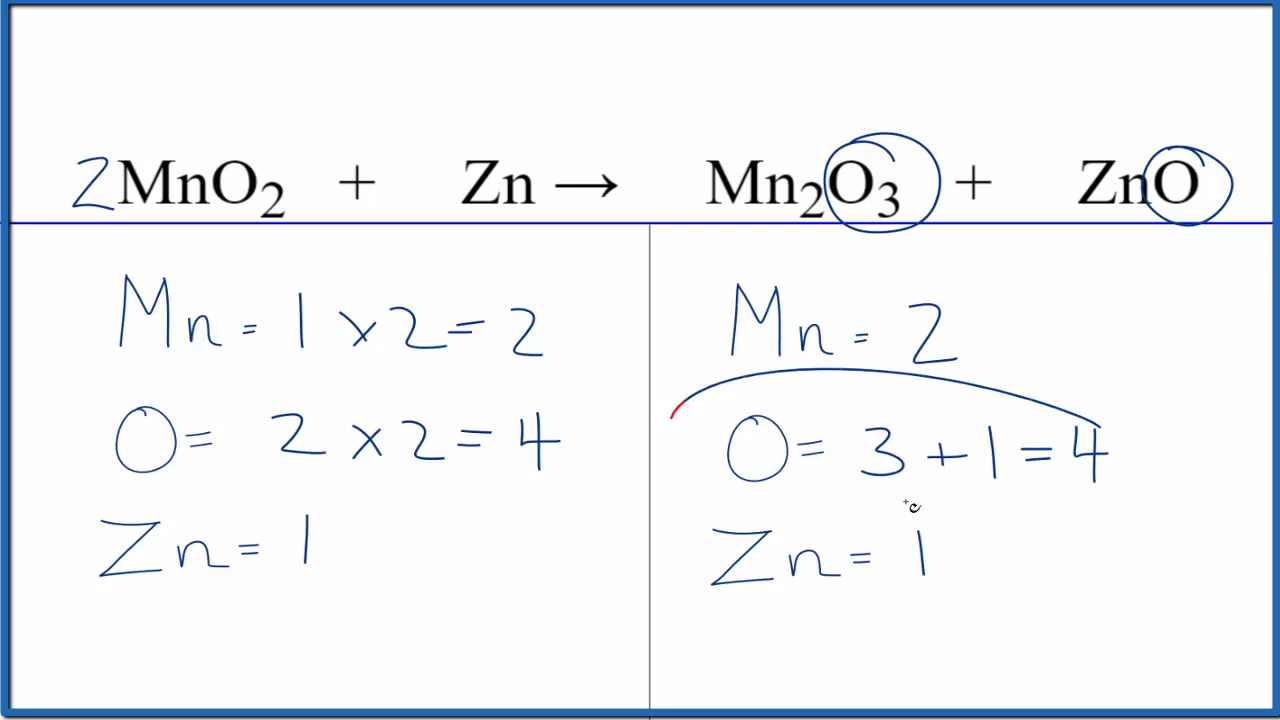 2MnO₂ + Zn → Mn₂O₃ + ZnO
Mn = 1 x 2 = 2
O = 2 x 2 = 4
Zn = 1
Mn = 2
O = 3 + 1 = 4
Zn = 1